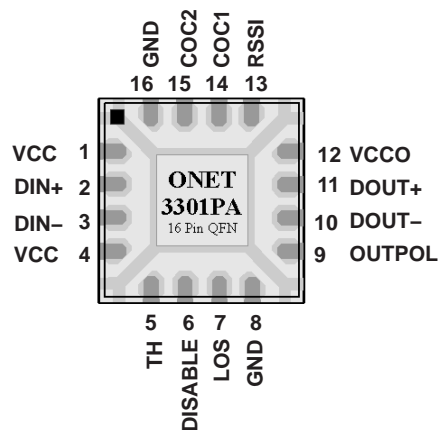 GND
COC2
COC1
RSSI
16 15 14 13
VCC 1
DIN+ 2
DIN− 3
VCC 4
ONET
3301PA
16 Pin QFN
12 VCCO
11 DOUT+
10 DOUT−
9 OUTPOL
5 6 7 8
TH
DISABLE
LOS
GND